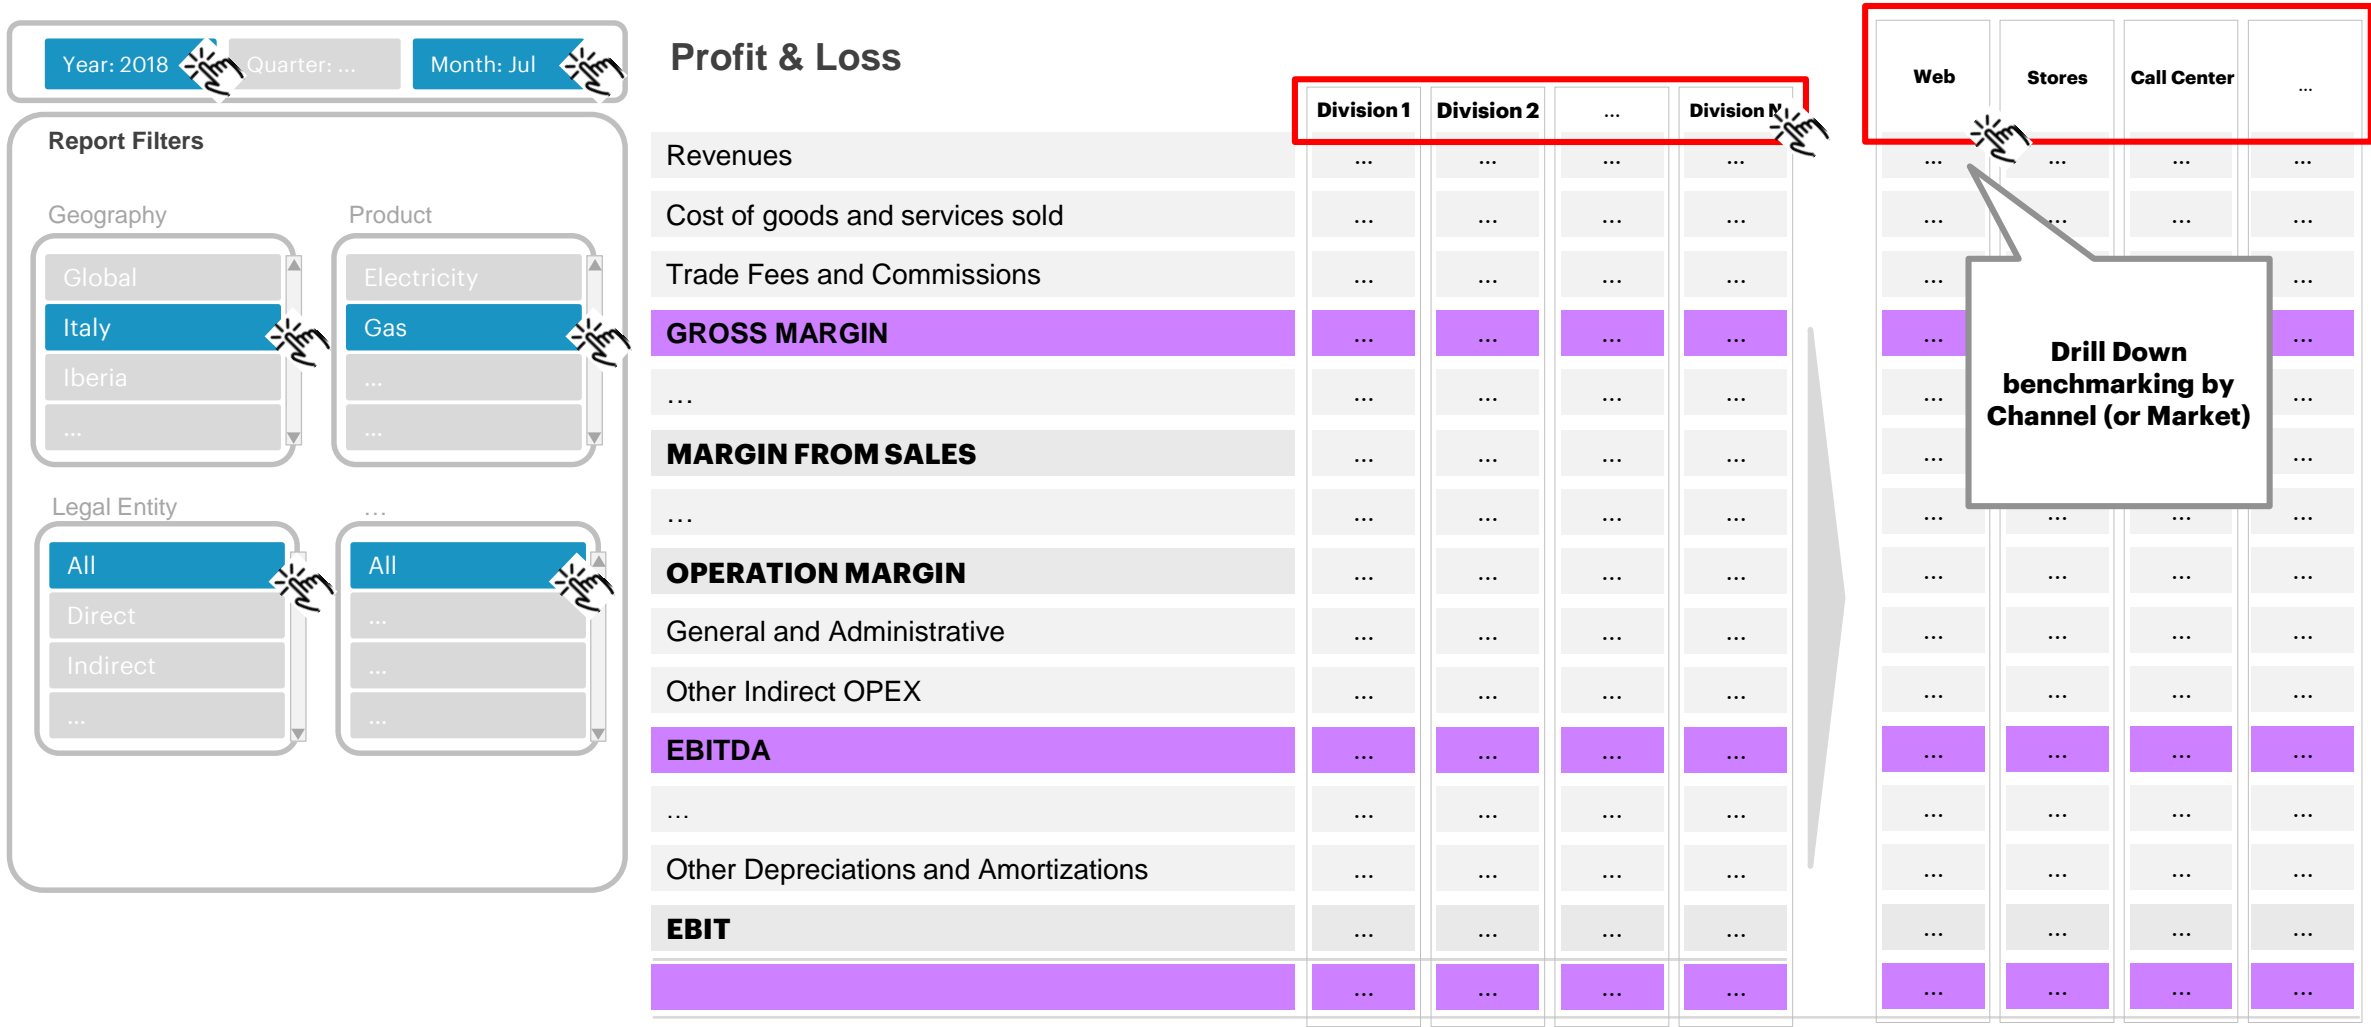 Year: 2018
Quarter: ...
Month: Jul
Report Filters
Geography
Global
Italy
Iberia
...
Product
Electricity
Gas
...
...
Legal Entity
All
Direct
Indirect
...
...
All
...
...
...
Profit & Loss
Division 1 Division 2 ... Division N
Web Stores Call Center ...
Revenues ... ... ... ... ... ... ... ...
Cost of goods and services sold ... ... ... ... ... ... ... ...
Trade Fees and Commissions ... ... ... ... ... ...
GROSS MARGIN ... ... ... ... ... ...
... ... ... ... ... ... ...
MARGIN FROM SALES ... ... ... ... ... ...
... ... ... ... ... ... ... ... ...
OPERATION MARGIN ... ... ... ... ... ... ... ...
General and Administrative ... ... ... ... ... ... ... ...
Other Indirect OPEX ... ... ... ... ... ... ... ...
EBITDA ... ... ... ... ... ... ... ...
... ... ... ... ... ... ... ... ...
Other Depreciations and Amortizations ... ... ... ... ... ... ... ...
EBIT ... ... ... ... ... ... ... ...
... ... ... ... ... ... ... ...
Drill Down
benchmarking by
Channel (or Market)